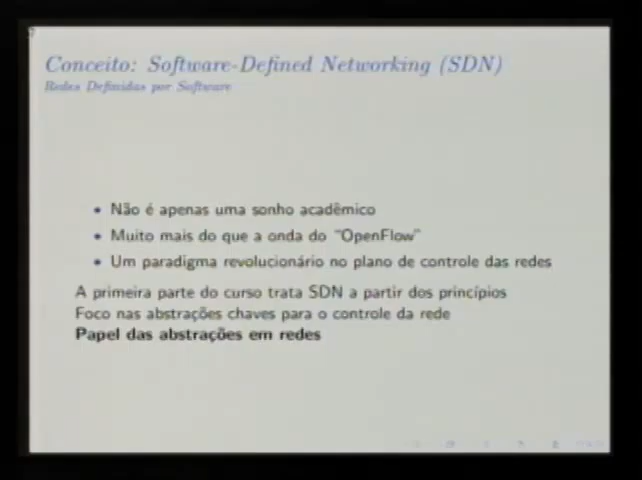 Conceito: Software-Defined Networking (SDN)
Redes Definidas por Software
• Não é apenas uma sonho acadêmico
• Muito mais do que a onda do "OpenFlow"
• Um paradigma revolucionário no plano de controle das redes
A primeira parte do curso trata SDN a partir dos princípios
Foco nas abstrações chaves para o controle da rede
Papel das abstrações em redes